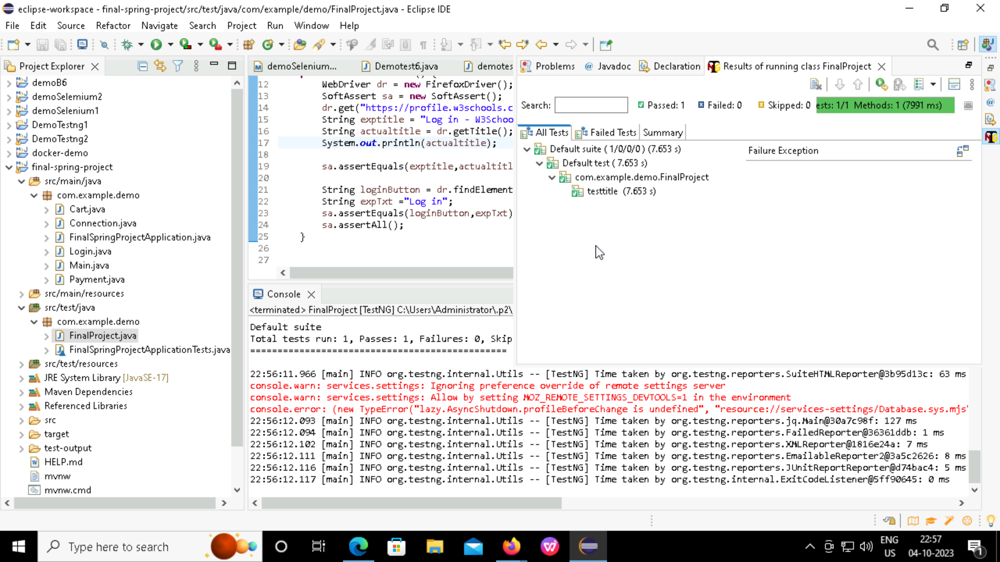 eclipse-workspace - final-spring-project/src/test/java/com/example/demo/FinalProject.java - Eclipse IDE
File Edit Source Refactor Navigate Search Project Run Window Help
Project Explorer
demoB6
demoSelemium2
demoSelenium1
DemoTestng1
DemoTestng2
docker-demo
final-spring-project
src/main/java
com.example.demo
Cart.java
Connection.java
FinalSpringProjectApplication.java
Login.java
Main.java
Payment.java
src/main/resources
src/test/java
com.example.demo
FinalProject.java
FinalSpringProjectApplicationTests.java
src/test/resources
JRE System Library [JavaSE-17]
Maven Dependencies
Referenced Libraries
src
target
test-output
HELP.md
mvnw
mvnw.cmd
demoSelenium... Demotest6.java demotes
12 WebDriver dr = new FirefoxDriver();
13 SoftAssert sa = new SoftAssert();
14 dr.get("https://profile.w3schools.c
15 String exptitle = "Log in - W3Schoo
16 String actualtitle = dr.getTitle();
17 System.out.println(actualtitle);
18
19 sa.assertEquals(exptitle,actualtitl
20
21 String loginButton = dr.findElement
22 String expTxt ="Log in";
23 sa.assertEquals(loginButton,expTxt)
24 sa.assertAll();
25 }
26
27
Problems Javadoc Declaration Results of running class FinalProject
Search: Passed: 1 Failed: 0 Skipped: 0 ests: 1/1 Methods: 1 (7991 ms)
All Tests Failed Tests Summary
Default suite ( 1/0/0/0 ) (7.653 s)
Default test ( 7.653 s)
com.example.demo.FinalProject
testtitle (7.653 s)
Failure Exception
Console
<terminated> FinalProject [TestNG] C:\Users\Administrator\.p2\
Default suite
Total tests run: 1, Passes: 1, Failures: 0, Skip
===============================================
22:56:11.966 [main] INFO org.testng.internal.Utils -- [TestNG] Time taken by org.testng.reporters.SuiteHTMLReporter@3b95d13c: 63 ms
console.warn: services.settings: Ignoring preference override of remote settings server
console.warn: services.settings: Allow by setting MOZ_REMOTE_SETTINGS_DEVTOOLS=1 in the environment
console.error: (new TypeError("lazy.AsyncShutdown.profileBeforeChange is undefined", "resource://services-settings/Database.sys.mjs"
22:56:12.093 [main] INFO org.testng.internal.Utils -- [TestNG] Time taken by org.testng.reporters.jq.Main@30a7c98f: 127 ms
22:56:12.094 [main] INFO org.testng.internal.Utils -- [TestNG] Time taken by org.testng.reporters.FailedReporter@36361ddb: 1 ms
22:56:12.102 [main] INFO org.testng.internal.Utils -- [TestNG] Time taken by org.testng.reporters.XMLReporter@1816e24a: 7 ms
22:56:12.111 [main] INFO org.testng.internal.Utils -- [TestNG] Time taken by org.testng.reporters.EmailableReporter2@3a5c2626: 8 ms
22:56:12.116 [main] INFO org.testng.internal.Utils -- [TestNG] Time taken by org.testng.reporters.JUnitReportReporter@d74bac4: 5 ms
22:56:12.117 [main] INFO org.testng.internal.Utils -- [TestNG] Time taken by org.testng.internal.ExitCodeListener@5ff90645: 0 ms
Type here to search
ENG
US
22:57
04-10-2023
1